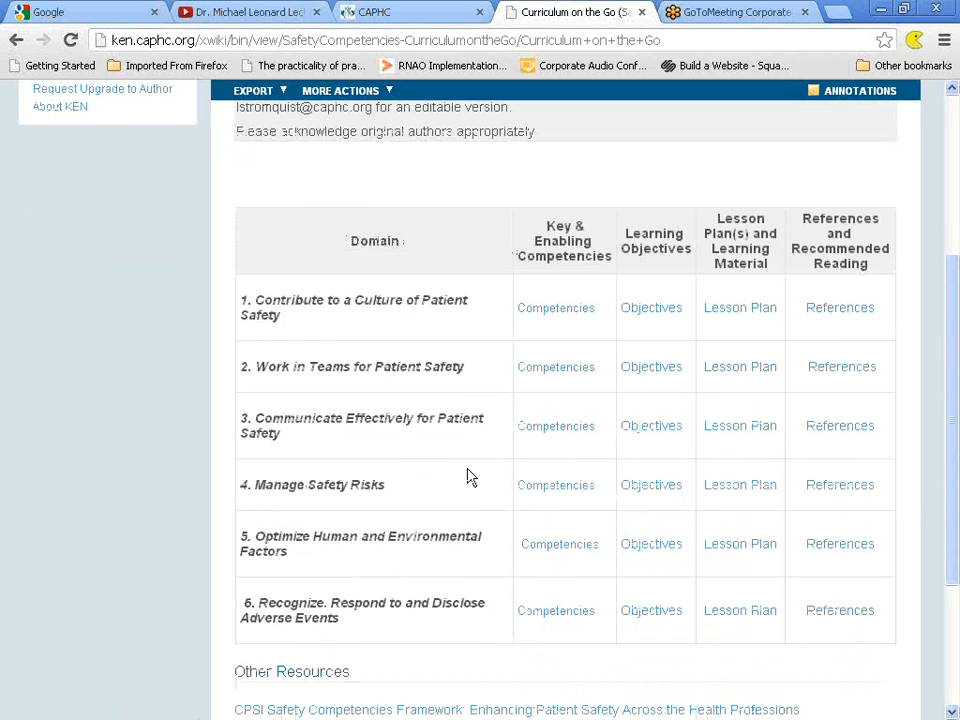 Google
Dr. Michael Leonard Lec
CAPHC
Curriculum on the Go (Sa
GoToMeeting Corporate
ken.caphc.org/xwiki/bin/view/SafetyCompetencies-CurriculumontheGo/Curriculum+on+the+Go
Getting Started
Imported From Firefox
The practicality of pra...
RNAO Implementation...
Corporate Audio Conf...
Build a Website - Squa...
Other bookmarks
Request Upgrade to Author
About KEN
EXPORT
MORE ACTIONS
ANNOTATIONS
lstromquist@caphc.org for an editable version.
Please acknowledge original authors appropriately
Domain
Key &
Enabling
Competencies
Learning
Objectives
Lesson
Plan(s) and
Learning
Material
References
and
Recommended
Reading
1. Contribute to a Culture of Patient
Safety
Competencies
Objectives
Lesson Plan
References
2. Work in Teams for Patient Safety
Competencies
Objectives
Lesson Plan
References
3. Communicate Effectively for Patient
Safety
Competencies
Objectives
Lesson Plan
References
4. Manage Safety Risks
Competencies
Objectives
Lesson Plan
References
5. Optimize Human and Environmental
Factors
Competencies
Objectives
Lesson Plan
References
6. Recognize. Respond to and Disclose
Adverse Events
Competencies
Objectives
Lesson Plan
References
Other Resources
CPSI Safety Competencies Framework: Enhancing Patient Safety Across the Health Professions